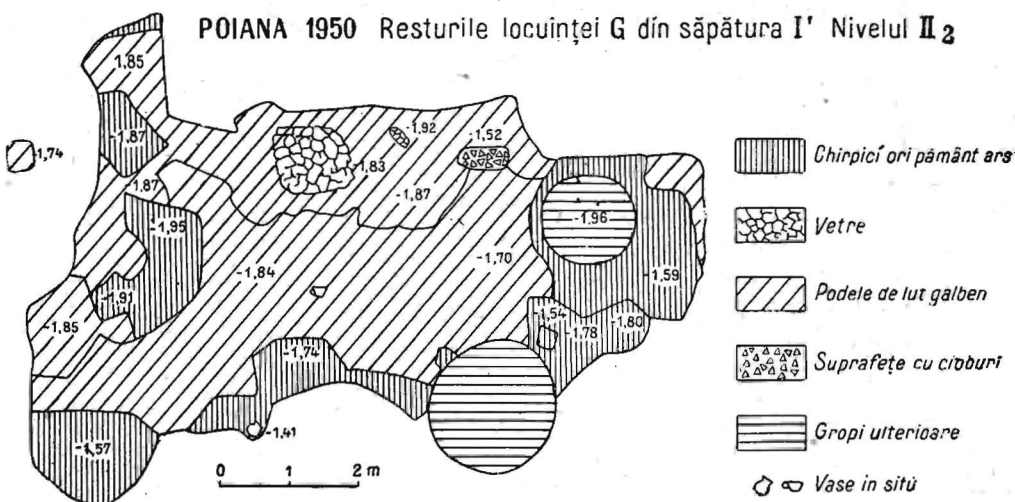 POIANA 1950 Resturile locuinței G din săpătura I' Nivelul II 2
1,85
-1,87
-1,74
1,87
-1,95
-1,91
-1,85
-1,57
-1,84
-1,83
-1,92
-1,52
-1,87
-1,70
-1,96
-1,59
-1,54
-1,78
-1,80
-1,74
-1,41
0 1 2 m
Chirpici ori pământ ars
Vetre
Podele de lut galben
Suprafețe cu cioburi
Gropi ulterioare
Vase in sitù